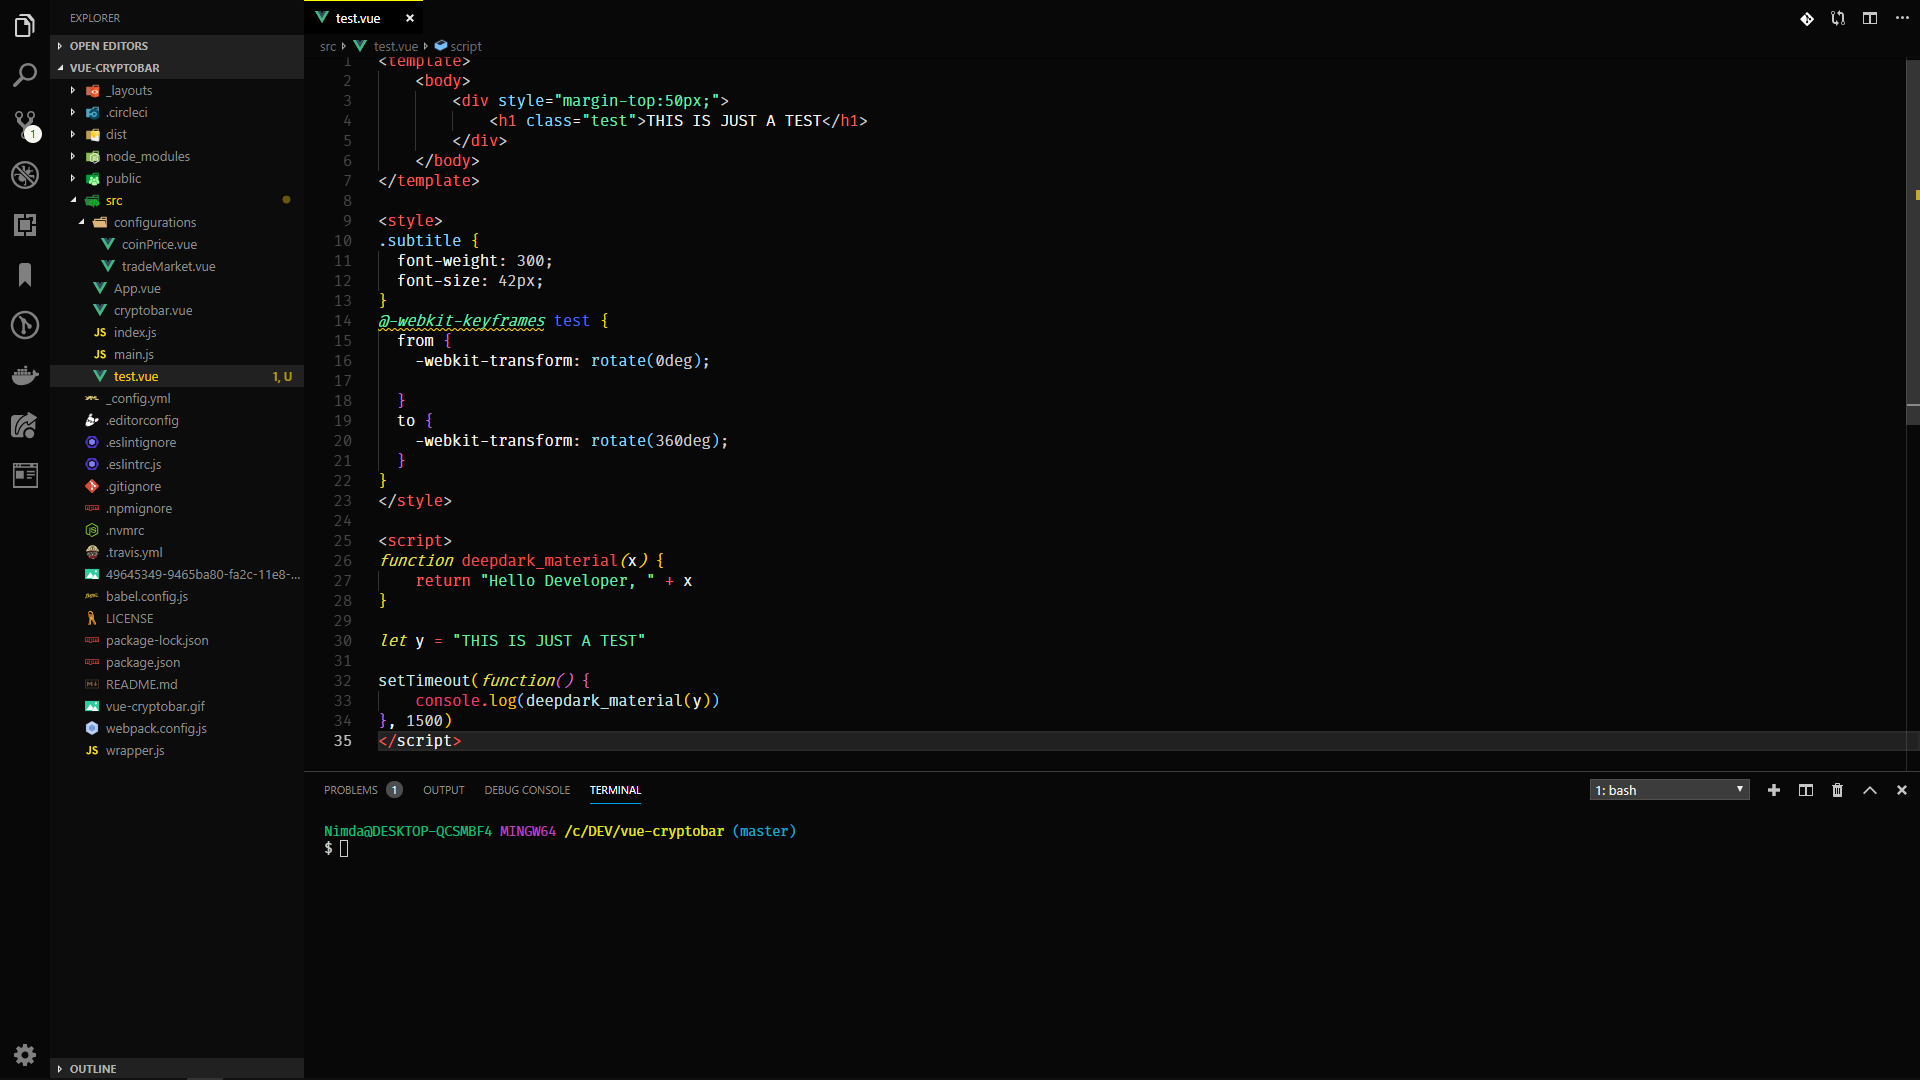 EXPLORER
OPEN EDITORS
VUE-CRYPTOBAR
_layouts
.circleci
dist
node_modules
public
src
configurations
coinPrice.vue
tradeMarket.vue
App.vue
cryptobar.vue
JS index.js
JS main.js
test.vue 1, U
_config.yml
.editorconfig
.eslintignore
.eslintrc.js
.gitignore
.npmignore
.nvmrc
.travis.yml
49645349-9465ba80-fa2c-11e8-...
babel.config.js
LICENSE
package-lock.json
package.json
README.md
vue-cryptobar.gif
webpack.config.js
JS wrapper.js
OUTLINE
1
test.vue ×
src test.vue script
1 <template>
2 <body>
3 <div style="margin-top:50px;">
4 <h1 class="test">THIS IS JUST A TEST</h1>
5 </div>
6 </body>
7 </template>
8
9 <style>
10 .subtitle {
11 font-weight: 300;
12 font-size: 42px;
13 }
14 @-webkit-keyframes test {
15 from {
16 -webkit-transform: rotate(0deg);
17
18 }
19 to {
20 -webkit-transform: rotate(360deg);
21 }
22 }
23 </style>
24
25 <script>
26 function deepdark_material(x) {
27 return "Hello Developer, " + x
28 }
29
30 let y = "THIS IS JUST A TEST"
31
32 setTimeout(function() {
33 console.log(deepdark_material(y))
34 }, 1500)
35 </script>
PROBLEMS 1 OUTPUT DEBUG CONSOLE TERMINAL 1: bash
Nimda@DESKTOP-QCSMBF4 MINGW64 /c/DEV/vue-cryptobar (master)
$